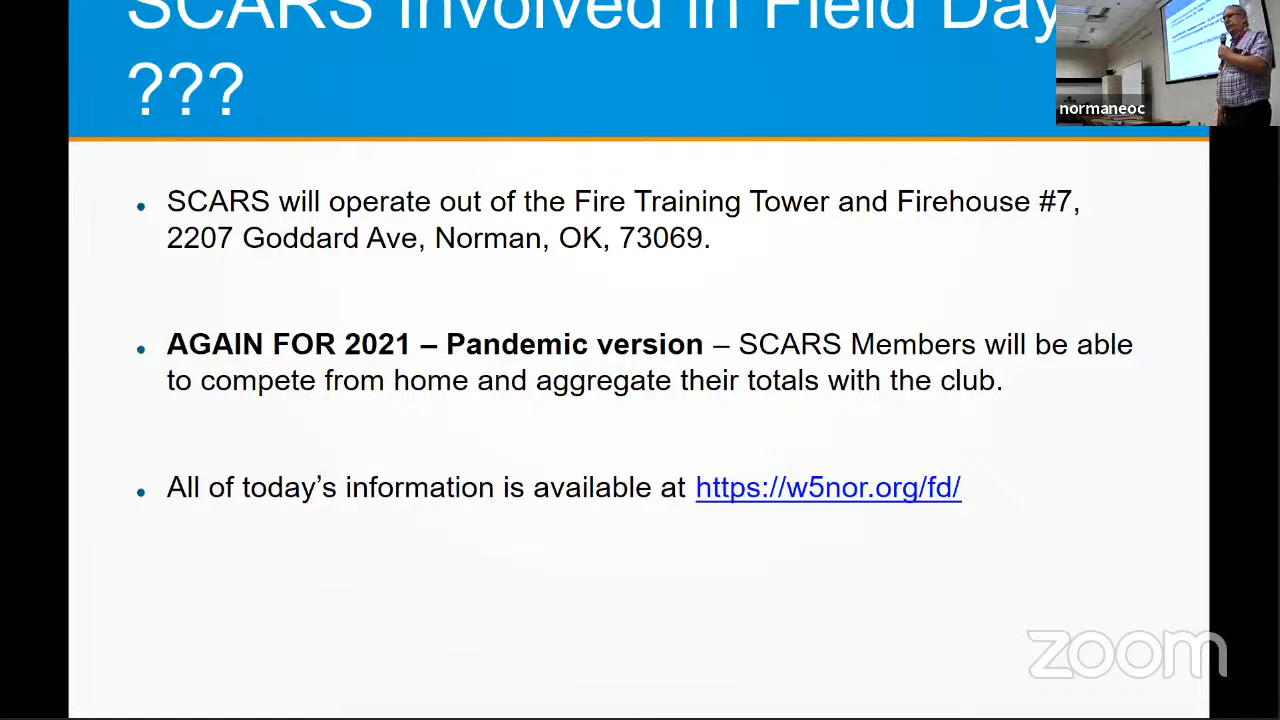 SCARS Involved in Field Day
???
normaneoc
SCARS will operate out of the Fire Training Tower and Firehouse #7,
2207 Goddard Ave, Norman, OK, 73069.
AGAIN FOR 2021 – Pandemic version – SCARS Members will be able
to compete from home and aggregate their totals with the club.
All of today’s information is available at https://w5nor.org/fd/
zoom